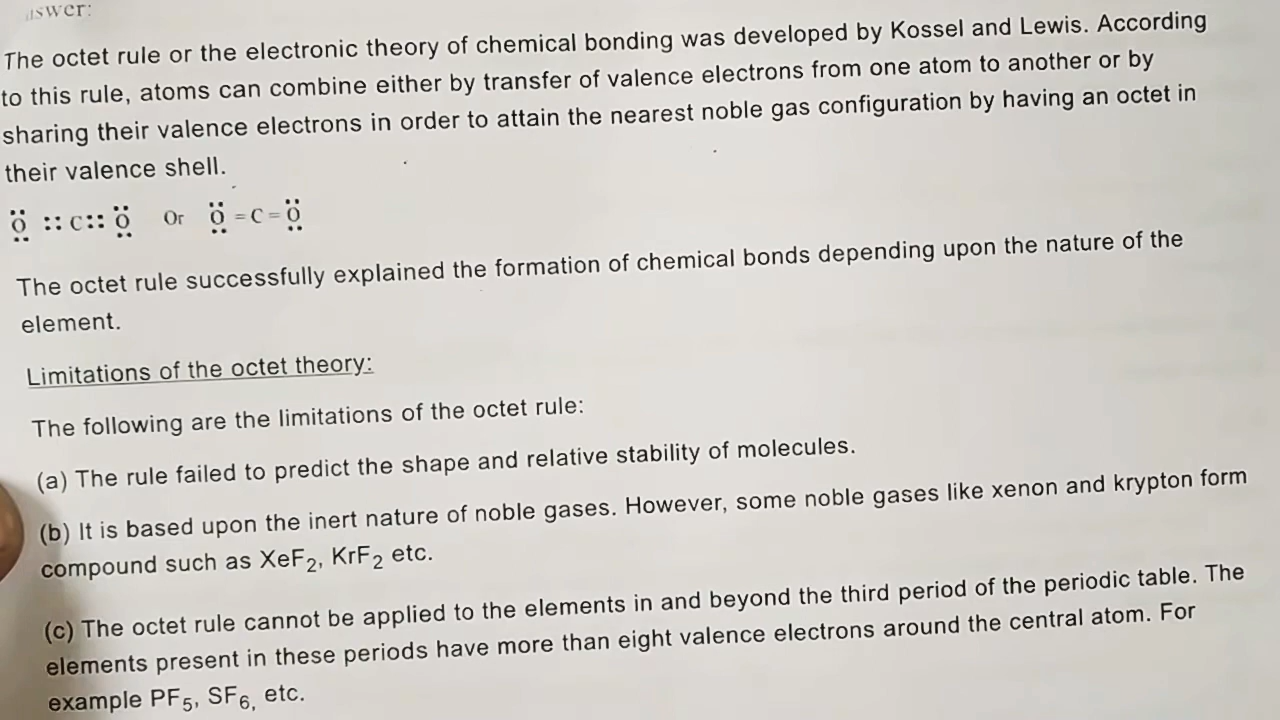 The octet rule or the electronic theory of chemical bonding was developed by Kossel and Lewis. According
to this rule, atoms can combine either by transfer of valence electrons from one atom to another or by
sharing their valence electrons in order to attain the nearest noble gas configuration by having an octet in
their valence shell.
Ö :: C :: Ö Or Ö = C = Ö
The octet rule successfully explained the formation of chemical bonds depending upon the nature of the
element.
Limitations of the octet theory:
The following are the limitations of the octet rule:
(a) The rule failed to predict the shape and relative stability of molecules.
(b) It is based upon the inert nature of noble gases. However, some noble gases like xenon and krypton form
compound such as XeF₂, KrF₂ etc.
(c) The octet rule cannot be applied to the elements in and beyond the third period of the periodic table. The
elements present in these periods have more than eight valence electrons around the central atom. For
example PF₅, SF₆, etc.